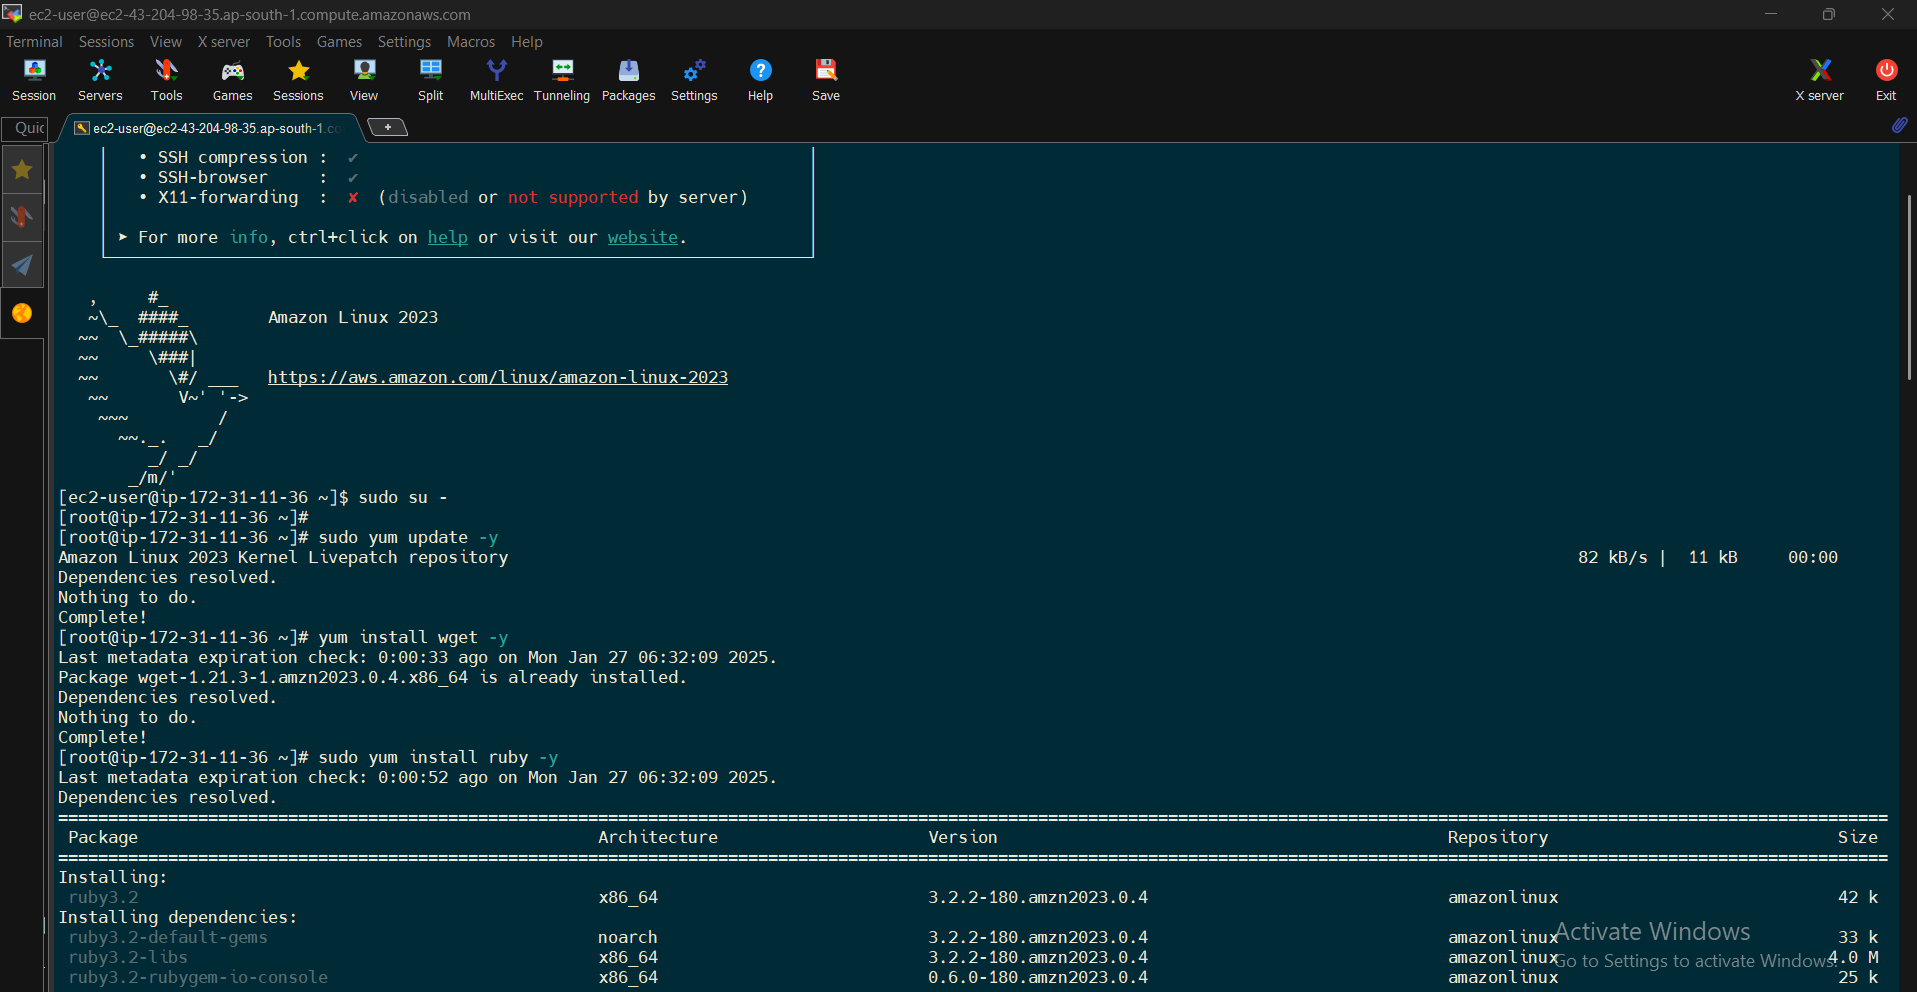 ec2-user@ec2-43-204-98-35.ap-south-1.compute.amazonaws.com
Terminal Sessions View X server Tools Games Settings Macros Help
Session Servers Tools Games Sessions View Split MultiExec Tunneling Packages Settings Help Save X server Exit
Quic ec2-user@ec2-43-204-98-35.ap-south-1.co +
• SSH compression : ✔
• SSH-browser : ✔
• X11-forwarding : ✘ (disabled or not supported by server)
➤ For more info, ctrl+click on help or visit our website.
,     #_
~\_  ####_        Amazon Linux 2023
~~  \_#####\
~~     \###|
~~       \#/ ___   https://aws.amazon.com/linux/amazon-linux-2023
~~       V~' '->
~~~         /
~~._.   _/
_/ _/
_/m/'
[ec2-user@ip-172-31-11-36 ~]$ sudo su -
[root@ip-172-31-11-36 ~]#
[root@ip-172-31-11-36 ~]# sudo yum update -y
Amazon Linux 2023 Kernel Livepatch repository 82 kB/s | 11 kB 00:00
Dependencies resolved.
Nothing to do.
Complete!
[root@ip-172-31-11-36 ~]# yum install wget -y
Last metadata expiration check: 0:00:33 ago on Mon Jan 27 06:32:09 2025.
Package wget-1.21.3-1.amzn2023.0.4.x86_64 is already installed.
Dependencies resolved.
Nothing to do.
Complete!
[root@ip-172-31-11-36 ~]# sudo yum install ruby -y
Last metadata expiration check: 0:00:52 ago on Mon Jan 27 06:32:09 2025.
Dependencies resolved.
Package Architecture Version Repository Size
Installing:
ruby3.2 x86_64 3.2.2-180.amzn2023.0.4 amazonlinux 42 k
Installing dependencies:
ruby3.2-default-gems noarch 3.2.2-180.amzn2023.0.4 amazonlinux 33 k
ruby3.2-libs x86_64 3.2.2-180.amzn2023.0.4 amazonlinux 4.0 M
ruby3.2-rubygem-io-console x86_64 0.6.0-180.amzn2023.0.4 amazonlinux 25 k
Activate Windows
Go to Settings to activate Windows.